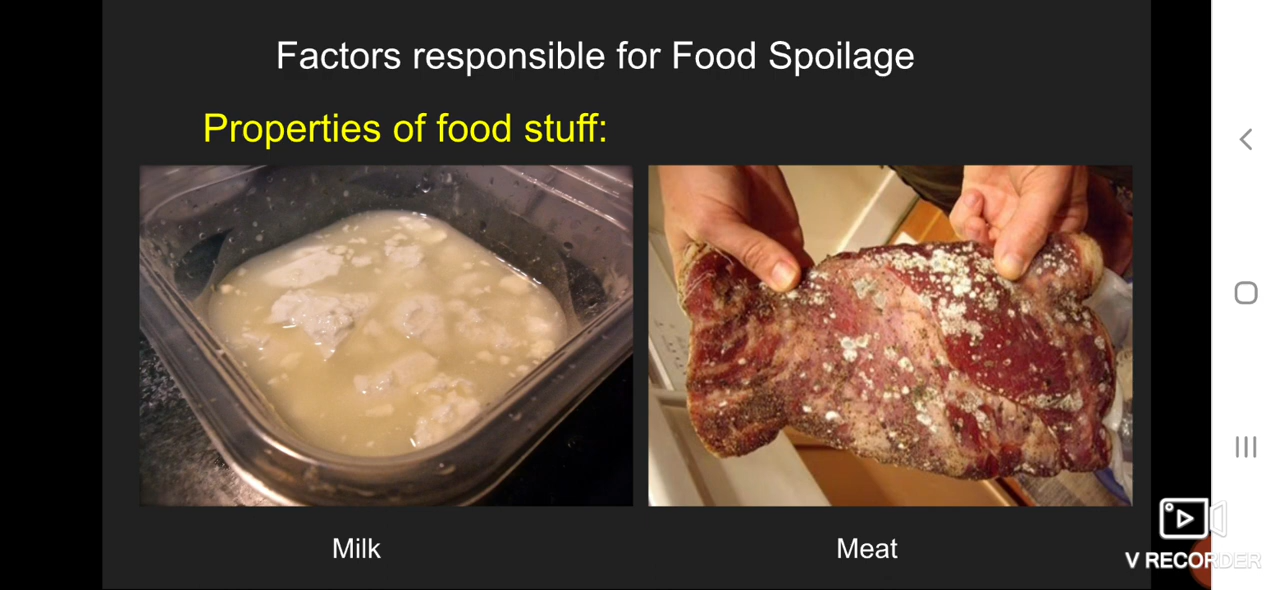 Factors responsible for Food Spoilage
Properties of food stuff:
Milk
Meat
V RECORDER